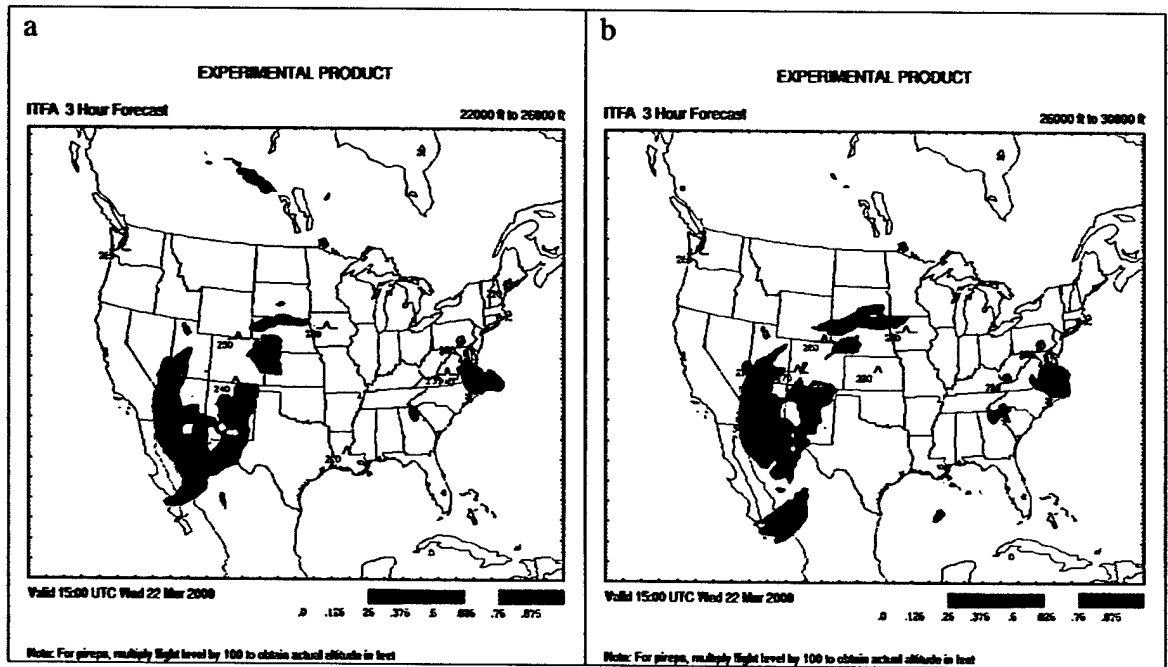 a
EXPERIMENTAL PRODUCT
ITFA 3 Hour Forecast 22000 ft to 26000 ft
250
240
Valid 15:00 UTC Wed 22 Mar 2000
.0 .125 .25 .375 .5 .625 .75 .875
Note: For pireps, multiply flight level by 100 to obtain actual altitude in feet
b
EXPERIMENTAL PRODUCT
ITFA 3 Hour Forecast 26000 ft to 30000 ft
280
Valid 15:00 UTC Wed 22 Mar 2000
.0 .125 .25 .375 .5 .625 .75 .875
Note: For pireps, multiply flight level by 100 to obtain actual altitude in feet